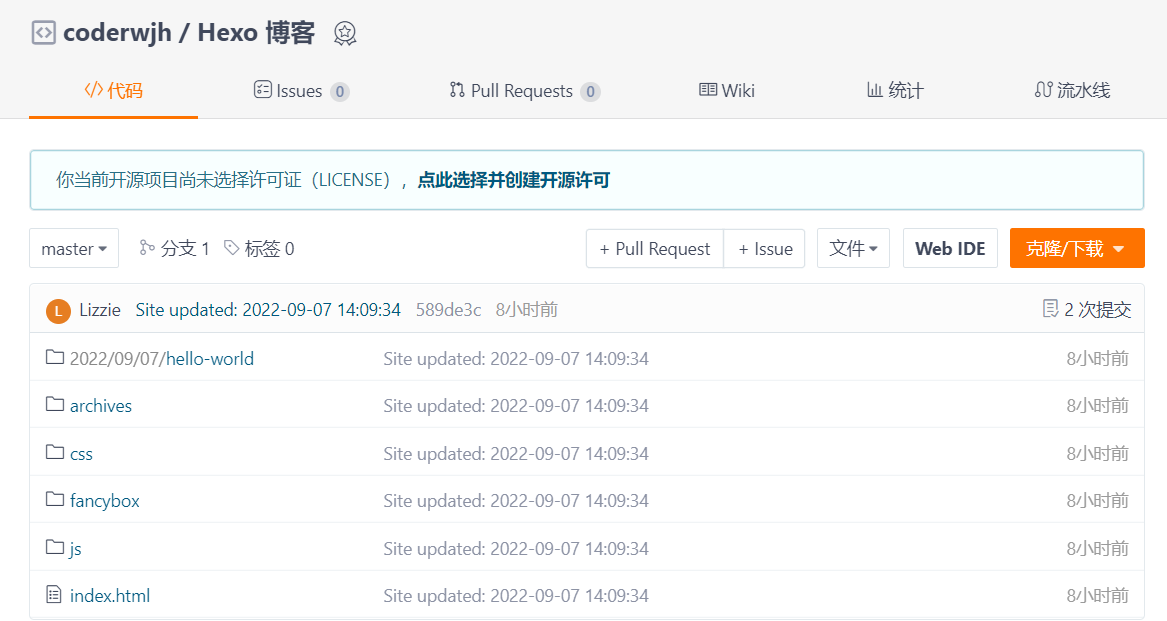 coderwjh / Hexo 博客
代码 Issues 0 Pull Requests 0 Wiki 统计 流水线
你当前开源项目尚未选择许可证（LICENSE），点此选择并创建开源许可
master 分支 1 标签 0 + Pull Request + Issue 文件 Web IDE 克隆/下载
L Lizzie Site updated: 2022-09-07 14:09:34 589de3c 8小时前 2 次提交
2022/09/07/hello-world Site updated: 2022-09-07 14:09:34 8小时前
archives Site updated: 2022-09-07 14:09:34 8小时前
css Site updated: 2022-09-07 14:09:34 8小时前
fancybox Site updated: 2022-09-07 14:09:34 8小时前
js Site updated: 2022-09-07 14:09:34 8小时前
index.html Site updated: 2022-09-07 14:09:34 8小时前